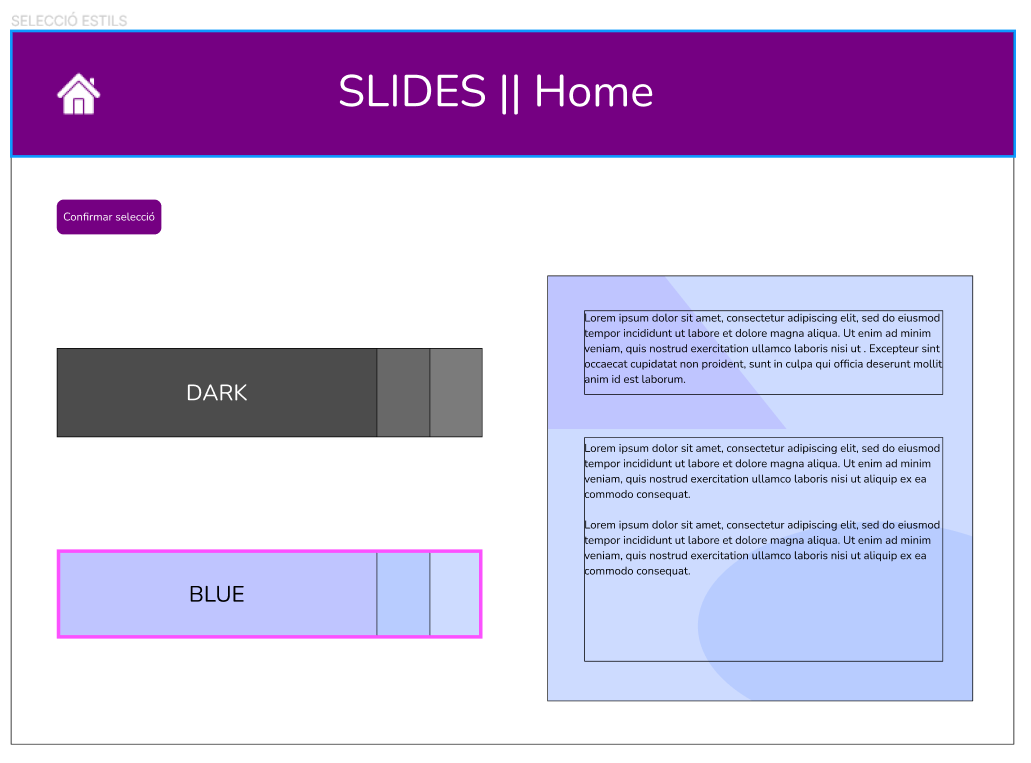 SELECCIÓ ESTILS
SLIDES || Home
Confirmar selecció
DARK
BLUE
Lorem ipsum dolor sit amet, consectetur adipiscing elit, sed do eiusmod
tempor incididunt ut labore et dolore magna aliqua. Ut enim ad minim
veniam, quis nostrud exercitation ullamco laboris nisi ut . Excepteur sint
occaecat cupidatat non proident, sunt in culpa qui officia deserunt mollit
anim id est laborum.
Lorem ipsum dolor sit amet, consectetur adipiscing elit, sed do eiusmod
tempor incididunt ut labore et dolore magna aliqua. Ut enim ad minim
veniam, quis nostrud exercitation ullamco laboris nisi ut aliquip ex ea
commodo consequat.
Lorem ipsum dolor sit amet, consectetur adipiscing elit, sed do eiusmod
tempor incididunt ut labore et dolore magna aliqua. Ut enim ad minim
veniam, quis nostrud exercitation ullamco laboris nisi ut aliquip ex ea
commodo consequat.